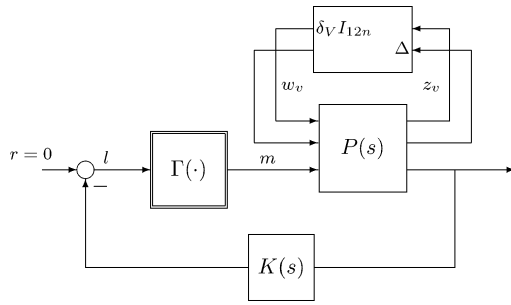 δ_V I_{12n}
Δ
w_v
z_v
r = 0
l
Γ(·)
m
P(s)
−
K(s)